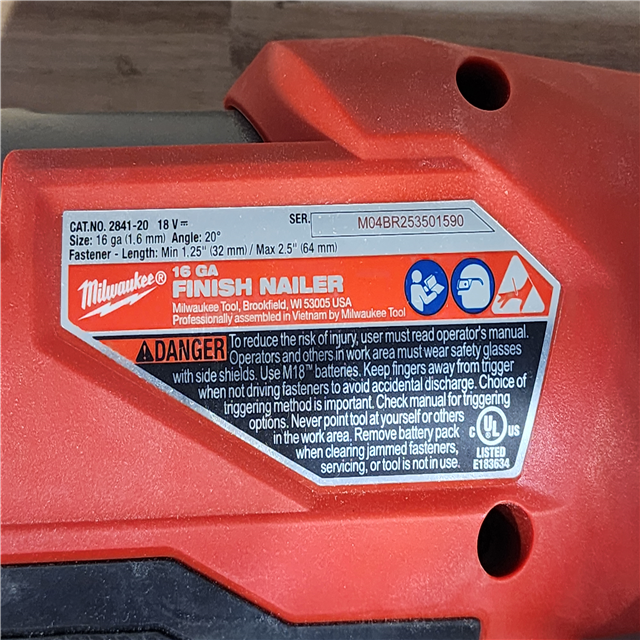 CAT.NO. 2841-20 18 V⎓
SER. M04BR253501590
Size: 16 ga (1,6 mm) Angle: 20°
Fastener - Length: Min 1.25" (32 mm) / Max 2.5" (64 mm)
Milwaukee®
16 GA
FINISH NAILER
Milwaukee Tool, Brookfield, WI 53005 USA
Professionally assembled in Vietnam by Milwaukee Tool
DANGER To reduce the risk of injury, user must read operator's manual.
Operators and others in work area must wear safety glasses
with side shields. Use M18™ batteries. Keep fingers away from trigger
when not driving fasteners to avoid accidental discharge. Choice of
triggering method is important. Check manual for triggering
options. Never point tool at yourself or others
in the work area. Remove battery pack
when clearing jammed fasteners,
servicing, or tool is not in use.
C UL US
LISTED
E183634